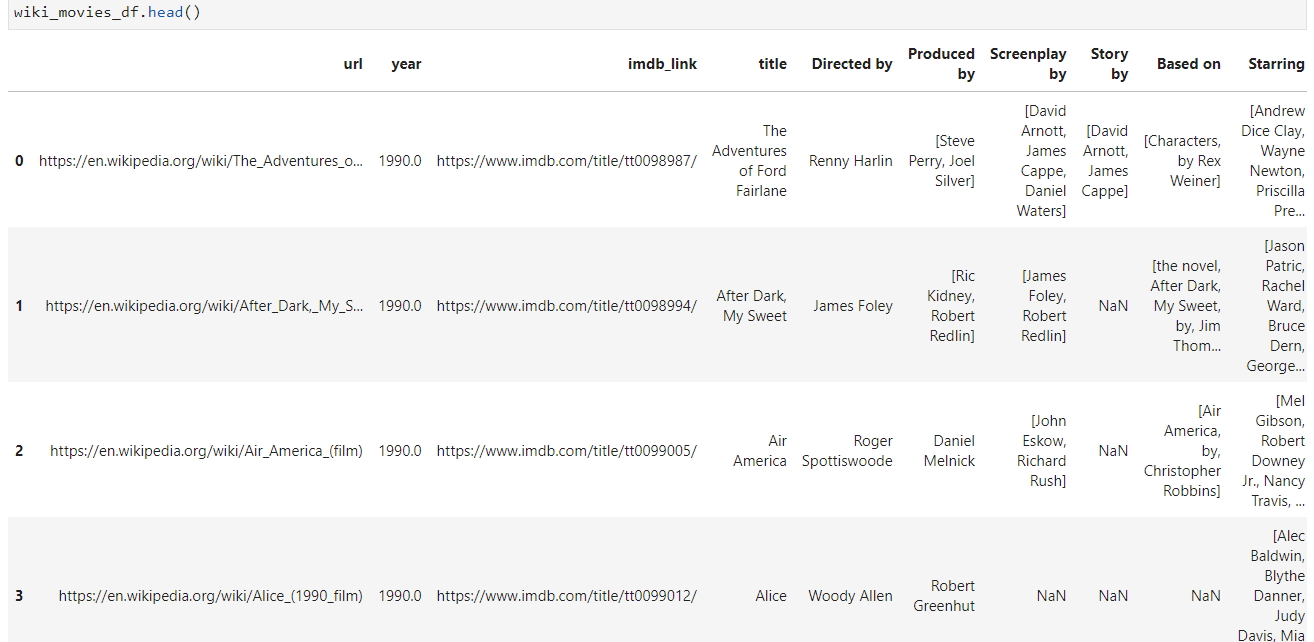 wiki_movies_df.head()
url year imdb_link title Directed by Produced by Screenplay by Story by Based on Starring
0 https://en.wikipedia.org/wiki/The_Adventures_o... 1990.0 https://www.imdb.com/title/tt0098987/ The Adventures of Ford Fairlane Renny Harlin [Steve Perry, Joel Silver] [David Arnott, James Cappe, Daniel Waters] [David Arnott, James Cappe] [Characters, by Rex Weiner] [Andrew Dice Clay, Wayne Newton, Priscilla Pre...
1 https://en.wikipedia.org/wiki/After_Dark,_My_S... 1990.0 https://www.imdb.com/title/tt0098994/ After Dark, My Sweet James Foley [Ric Kidney, Robert Redlin] [James Foley, Robert Redlin] NaN [the novel, After Dark, My Sweet, by, Jim Thom... [Jason Patric, Rachel Ward, Bruce Dern, George...
2 https://en.wikipedia.org/wiki/Air_America_(film) 1990.0 https://www.imdb.com/title/tt0099005/ Air America Roger Spottiswoode Daniel Melnick [John Eskow, Richard Rush] NaN [Air America, by, Christopher Robbins] [Mel Gibson, Robert Downey Jr., Nancy Travis, ...
3 https://en.wikipedia.org/wiki/Alice_(1990_film) 1990.0 https://www.imdb.com/title/tt0099012/ Alice Woody Allen Robert Greenhut NaN NaN NaN [Alec Baldwin, Blythe Danner, Judy Davis, Mia